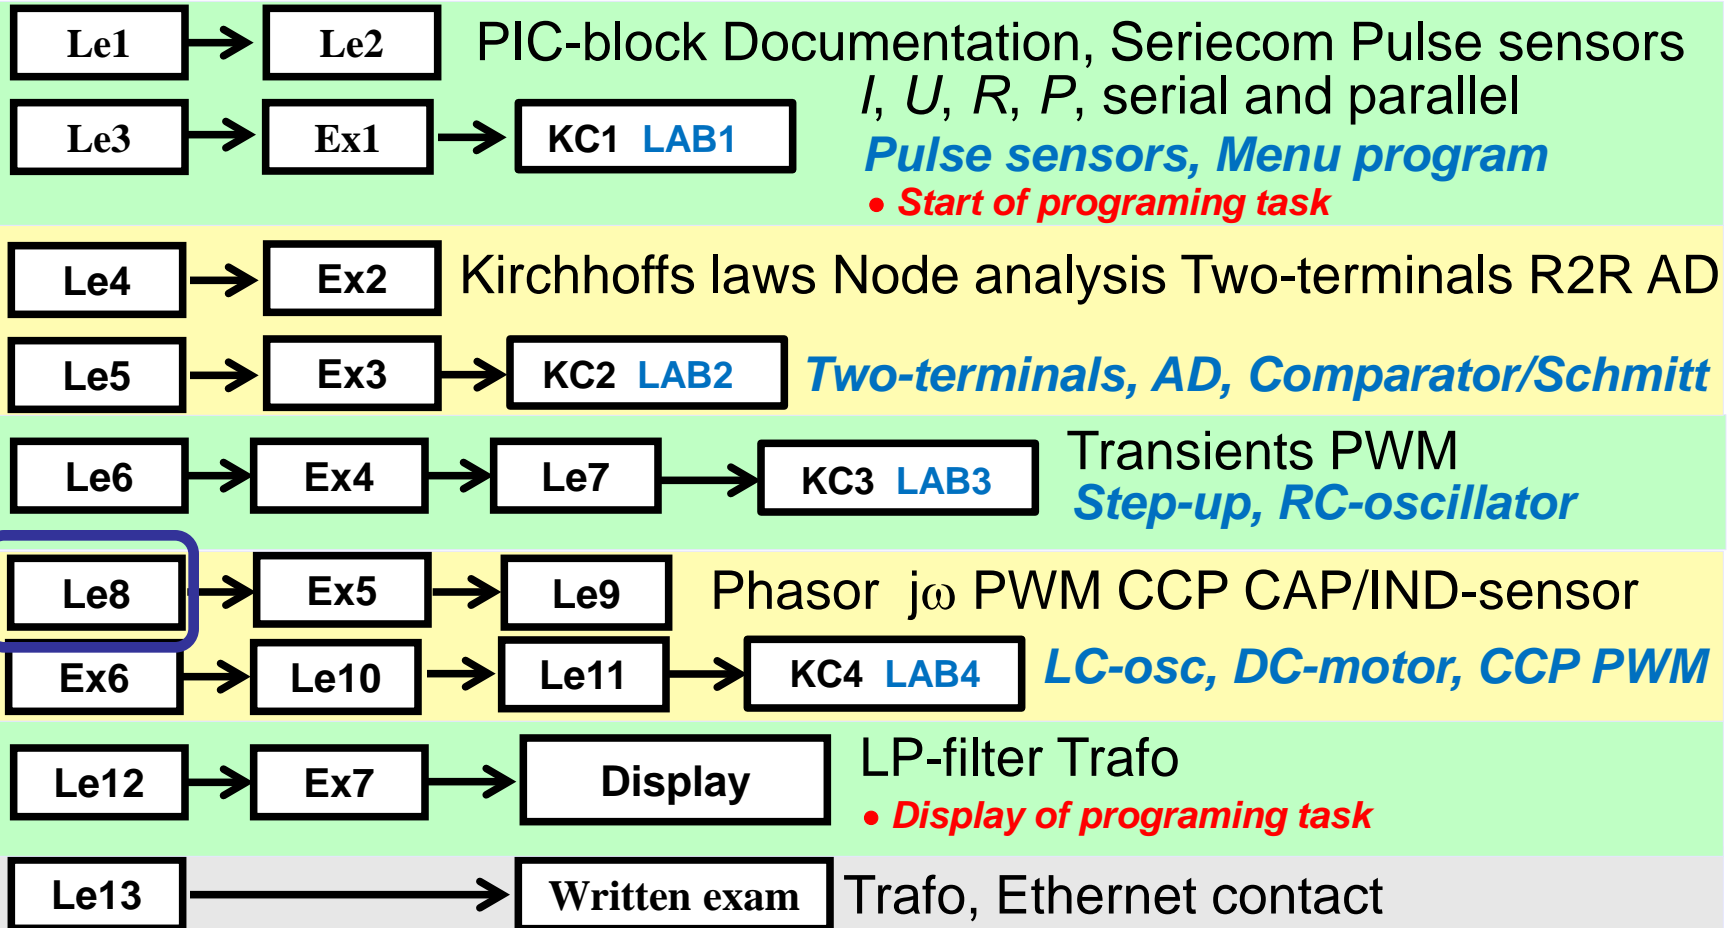 Le1 Le2 PIC-block Documentation, Seriecom Pulse sensors
I, U, R, P, serial and parallel
Le3 Ex1 KC1 LAB1 Pulse sensors, Menu program
• Start of programing task
Le4 Ex2 Kirchhoffs laws Node analysis Two-terminals R2R AD
Le5 Ex3 KC2 LAB2 Two-terminals, AD, Comparator/Schmitt
Transients PWM
Le6 Ex4 Le7 KC3 LAB3
Step-up, RC-oscillator
Le8 Ex5 Le9 Phasor jω PWM CCP CAP/IND-sensor
Ex6 Le10 Le11 KC4 LAB4 LC-osc, DC-motor, CCP PWM
LP-filter Trafo
Le12 Ex7 Display
• Display of programing task
Le13 Written exam Trafo, Ethernet contact